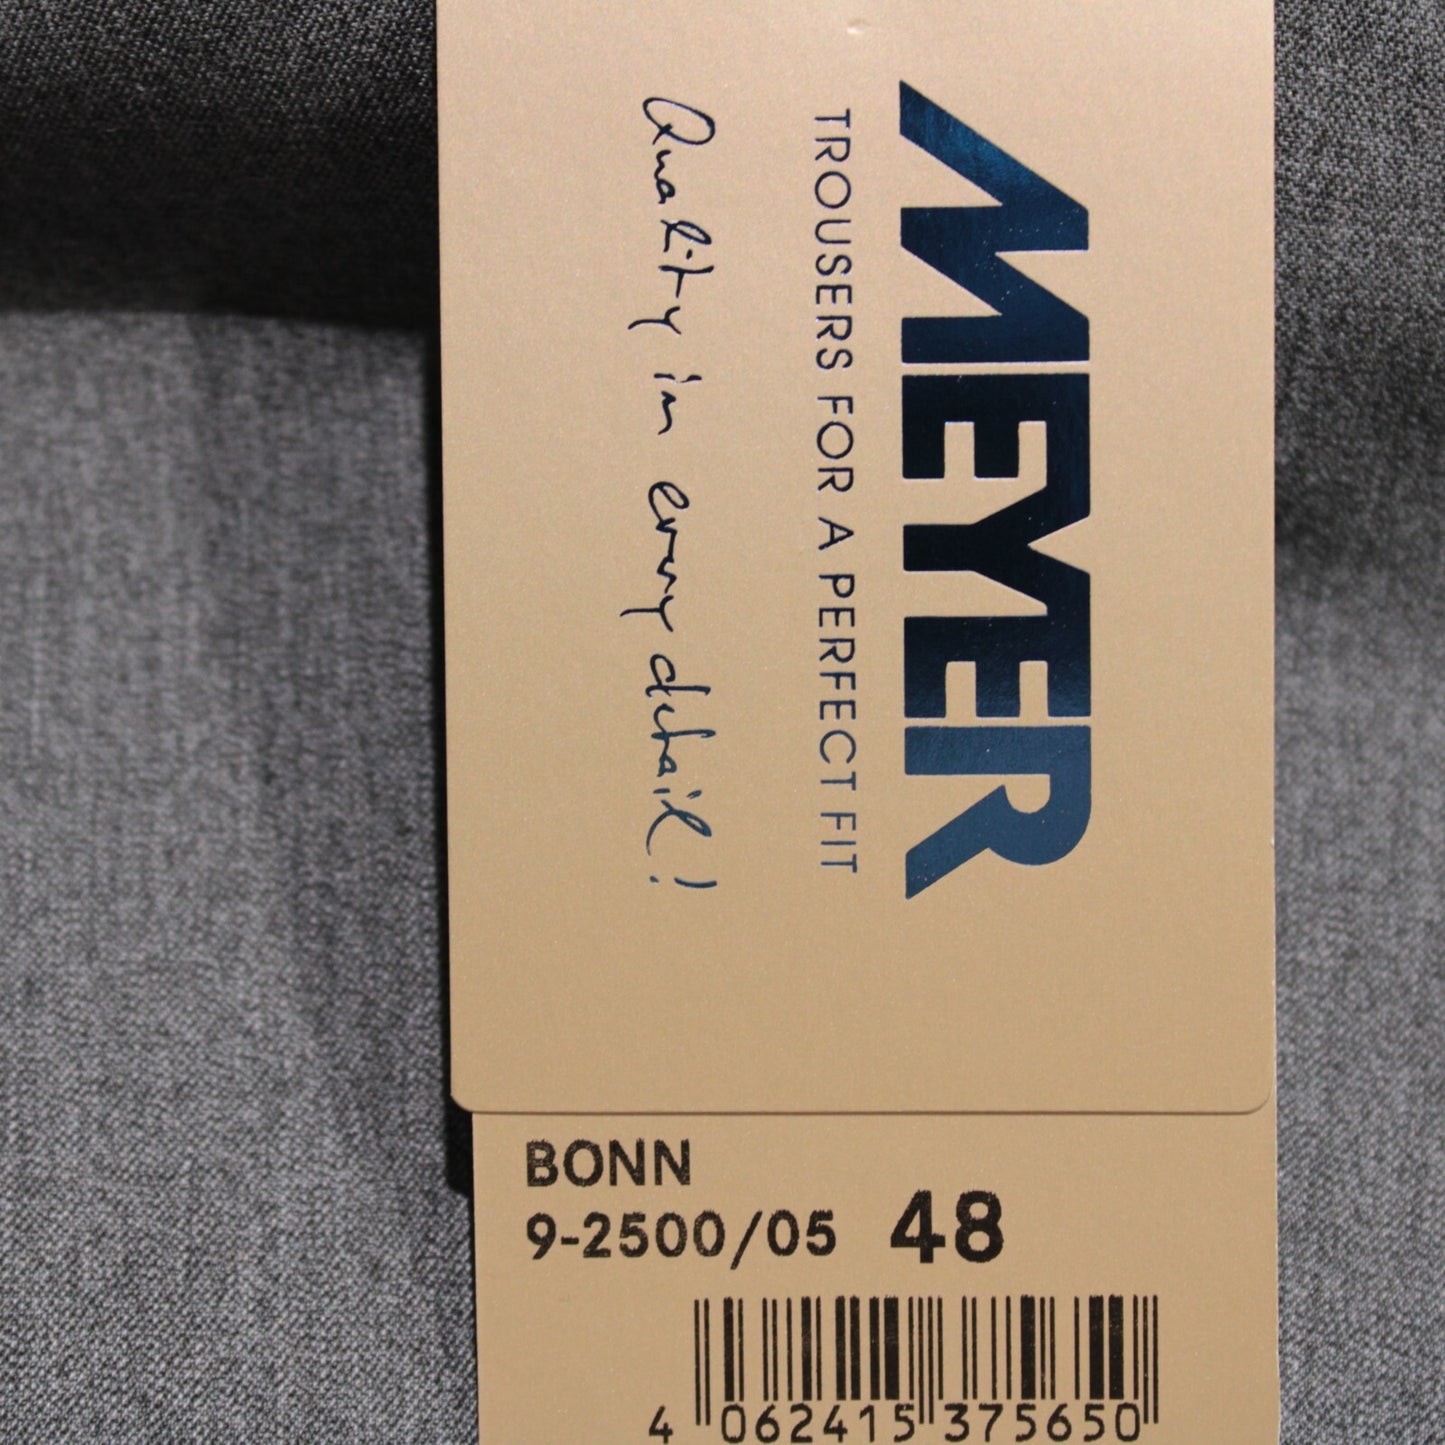 MEYER
TROUSERS FOR A PERFECT FIT
Quality in every detail!
BONN
9-2500/05 48
4 062415 375650